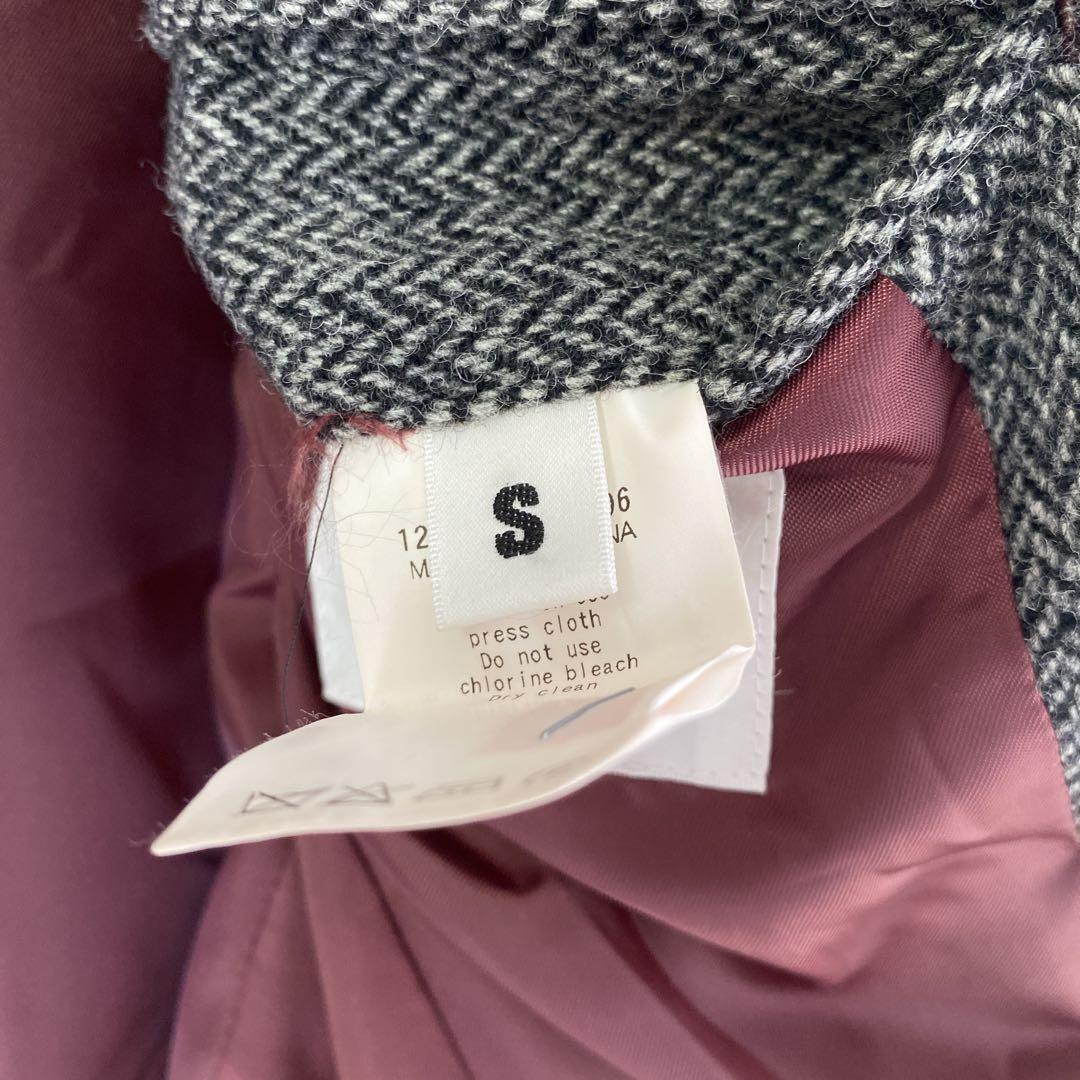 S
12
06
M
NA
press cloth
Do not use
chlorine bleach
Dry clean